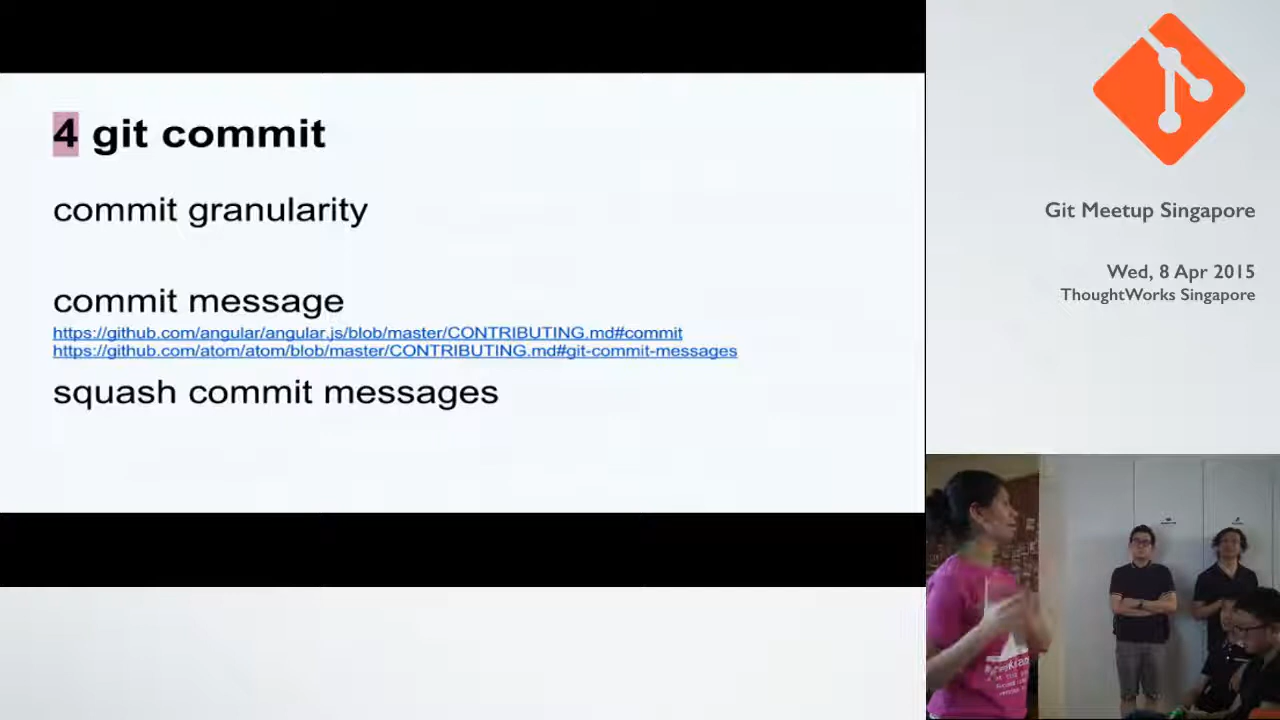 4 git commit
commit granularity
commit message
https://github.com/angular/angular.js/blob/master/CONTRIBUTING.md#commit
https://github.com/atom/atom/blob/master/CONTRIBUTING.md#git-commit-messages
squash commit messages
Git Meetup Singapore
Wed, 8 Apr 2015
ThoughtWorks Singapore